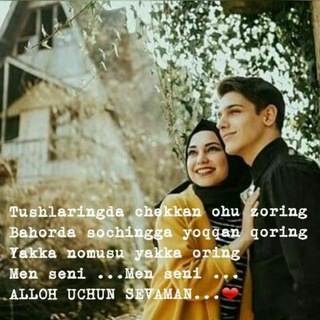 Tushlaringda chekkan ohu zoring
Bahorda sochingga yoqqan qoring
Yakka nomusu yakka oring
Men seni ...Men seni ...
ALLOH UCHUN SEVAMAN...❤